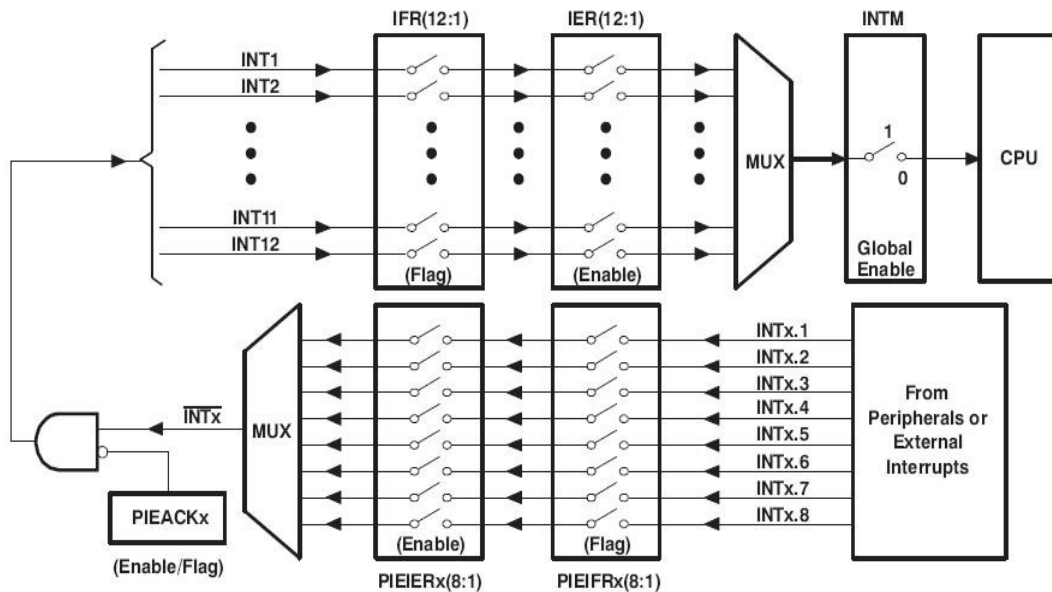 IFR(12:1)
IER(12:1)
INTM
INT1
INT2
1
MUX
CPU
0
INT11
INT12
Global
Enable
(Flag)
(Enable)
INTx.1
INTx.2
INTx.3
From
INTx.4
Peripherals or
INTx
MUX
External
INTx.5
Interrupts
INTx.6
INTx.7
PIEACKx
INTx.8
(Enable)
(Flag)
(Enable/Flag)
PIEIERx(8:1)
PIEIFRx(8:1)